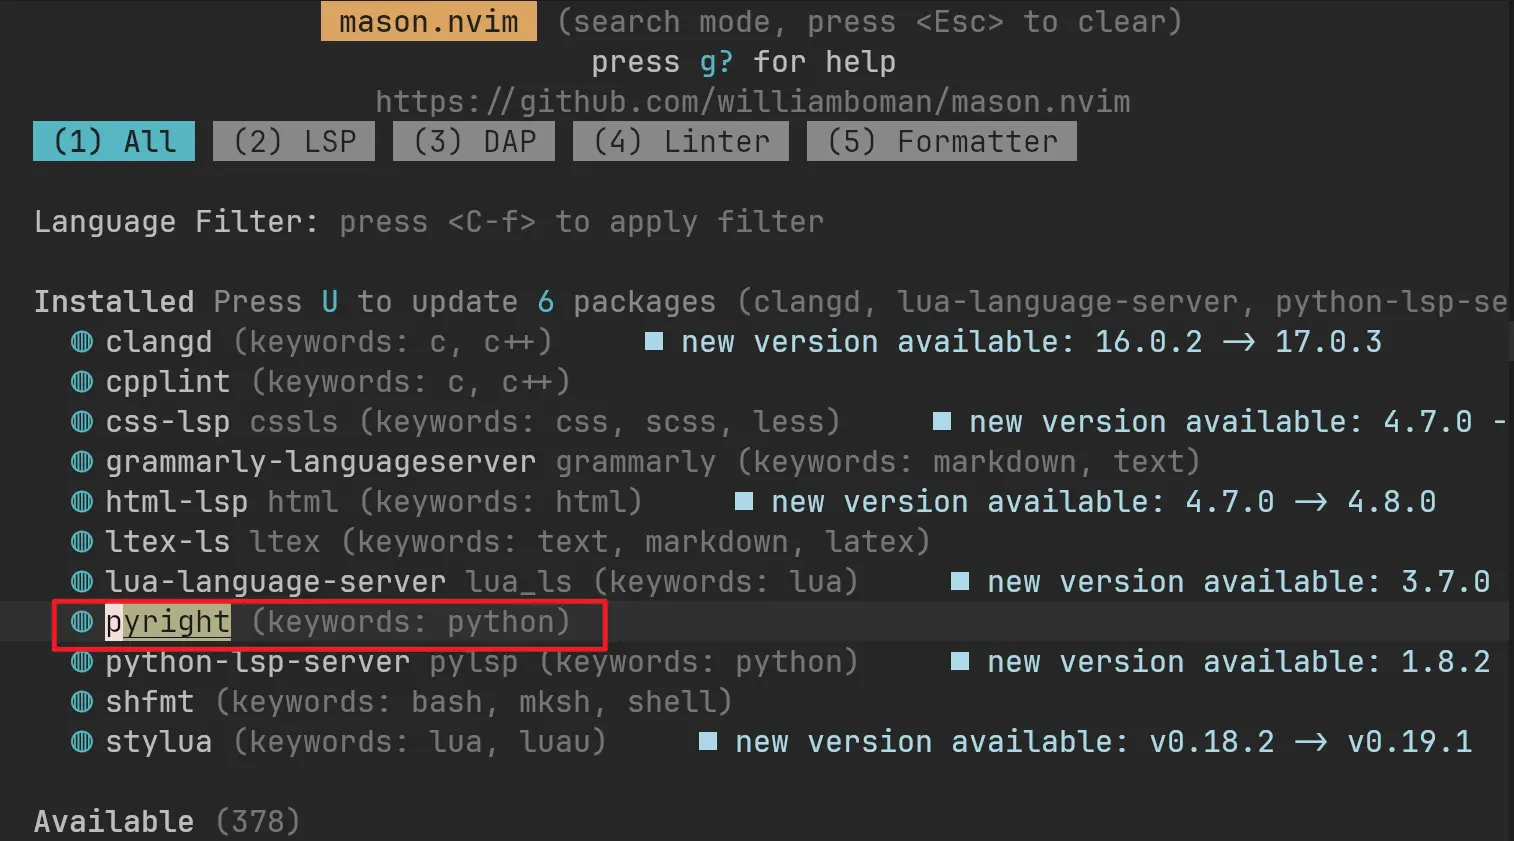 mason.nvim (search mode, press <Esc> to clear)
press g? for help
https://github.com/williamboman/mason.nvim
(1) All (2) LSP (3) DAP (4) Linter (5) Formatter
Language Filter: press <C-f> to apply filter
Installed Press U to update 6 packages (clangd, lua-language-server, python-lsp-se
clangd (keywords: c, c++) ■ new version available: 16.0.2 -> 17.0.3
cpplint (keywords: c, c++)
css-lsp cssls (keywords: css, scss, less) ■ new version available: 4.7.0 -
grammarly-languageserver grammarly (keywords: markdown, text)
html-lsp html (keywords: html) ■ new version available: 4.7.0 -> 4.8.0
ltex-ls ltex (keywords: text, markdown, latex)
lua-language-server lua_ls (keywords: lua) ■ new version available: 3.7.0
pyright (keywords: python)
python-lsp-server pylsp (keywords: python) ■ new version available: 1.8.2
shfmt (keywords: bash, mksh, shell)
stylua (keywords: lua, luau) ■ new version available: v0.18.2 -> v0.19.1
Available (378)